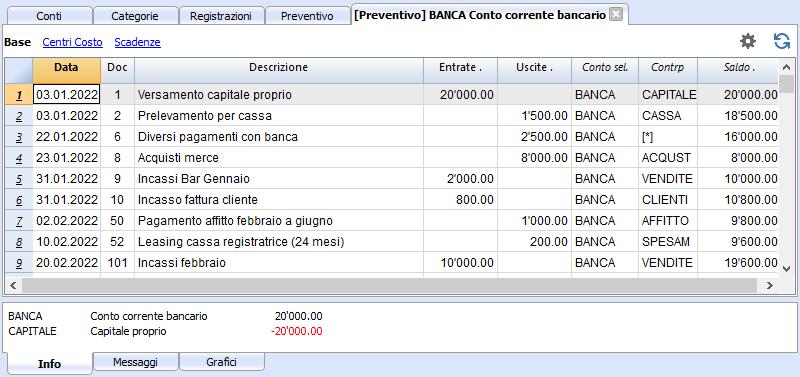 Conti Categorie Registrazioni Preventivo [Preventivo] BANCA Conto corrente bancario
Base Centri Costo Scadenze
Data Doc Descrizione Entrate . Uscite . Conto sel. Contrp Saldo .
1 03.01.2022 1 Versamento capitale proprio 20'000.00 BANCA CAPITALE 20'000.00
2 03.01.2022 2 Prelevamento per cassa 1'500.00 BANCA CASSA 18'500.00
3 22.01.2022 6 Diversi pagamenti con banca 2'500.00 BANCA [*] 16'000.00
4 23.01.2022 8 Acquisti merce 8'000.00 BANCA ACQUST 8'000.00
5 31.01.2022 9 Incassi Bar Gennaio 2'000.00 BANCA VENDITE 10'000.00
6 31.01.2022 10 Incasso fattura cliente 800.00 BANCA CLIENTI 10'800.00
7 02.02.2022 50 Pagamento affitto febbraio a giugno 1'000.00 BANCA AFFITTO 9'800.00
8 10.02.2022 52 Leasing cassa registratrice (24 mesi) 200.00 BANCA SPESAM 9'600.00
9 20.02.2022 101 Incassi febbraio 10'000.00 BANCA VENDITE 19'600.00
BANCA Conto corrente bancario 20'000.00
CAPITALE Capitale proprio -20'000.00
Info Messaggi Grafici